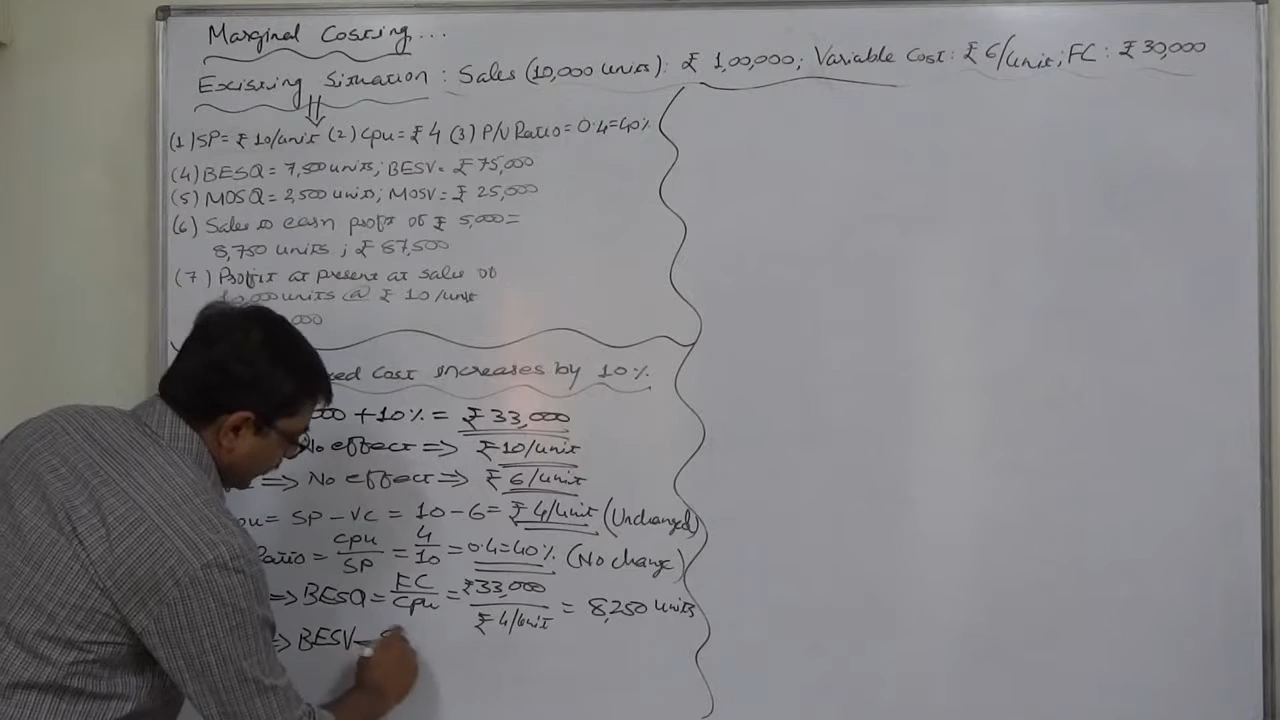 Marginal Costing...
Existing Situation : Sales (10,000 units): ₹ 1,00,000; Variable Cost: ₹ 6/unit; FC : ₹ 30,000
(1) SP= ₹ 10/unit (2) Cpu= ₹ 4 (3) P/V Ratio= 0.4=40%
(4) BESQ = 7,500 units; BESV= ₹ 75,000
(5) MOSQ = 2,500 units; MOSV= ₹ 25,000
(6) Sales to earn profit of ₹ 5,000=
8,750 units ; ₹ 87,500
(7) Profit at present at sales of
10,000 units @ ₹ 10/unit
000
Cost increases by 10%
+10% = ₹ 33,000
No effect => ₹ 10/unit
=> No effect => ₹ 6/unit
= SP - VC = 10 - 6 = ₹ 4/unit (Unchanged)
Ratio = Cpu/SP = 4/10 = 0.4=40% (No change)
=> BESQ = FC/Cpu = ₹33,000/₹ 4/unit = 8,250 units
=> BESV